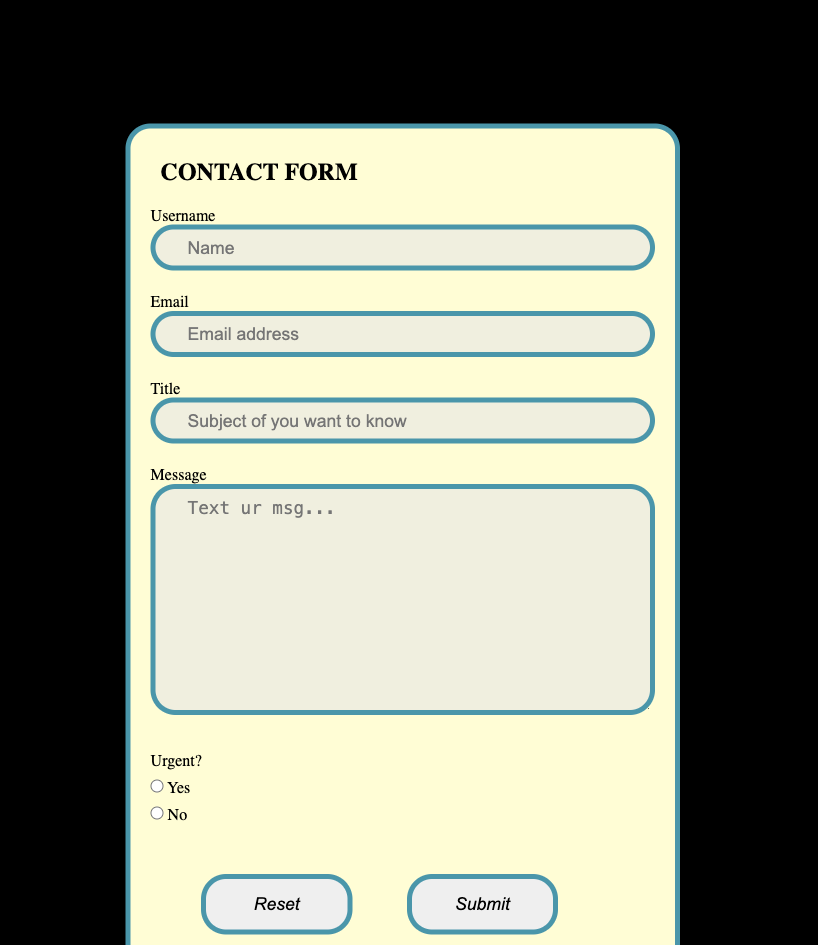 CONTACT FORM
Username
Name
Email
Email address
Title
Subject of you want to know
Message
Text ur msg...
Urgent?
Yes
No
Reset Submit